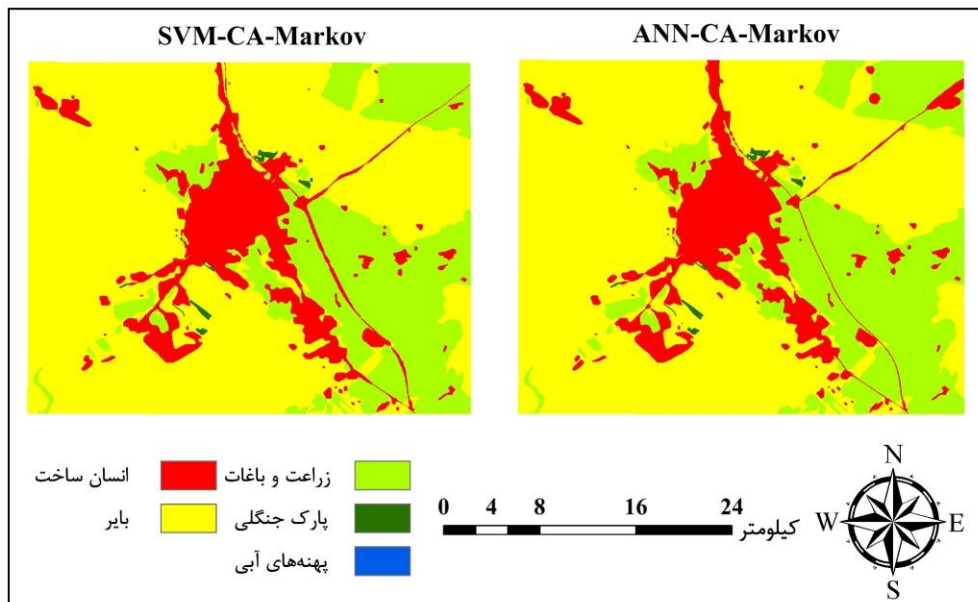 SVM-CA-Markov
ANN-CA-Markov
انسان ساخت
زراعت و باغات
بایر
پارک جنگلی
پهنه‌های آبی
0 4 8 16 24
کیلومتر
N
W E
S